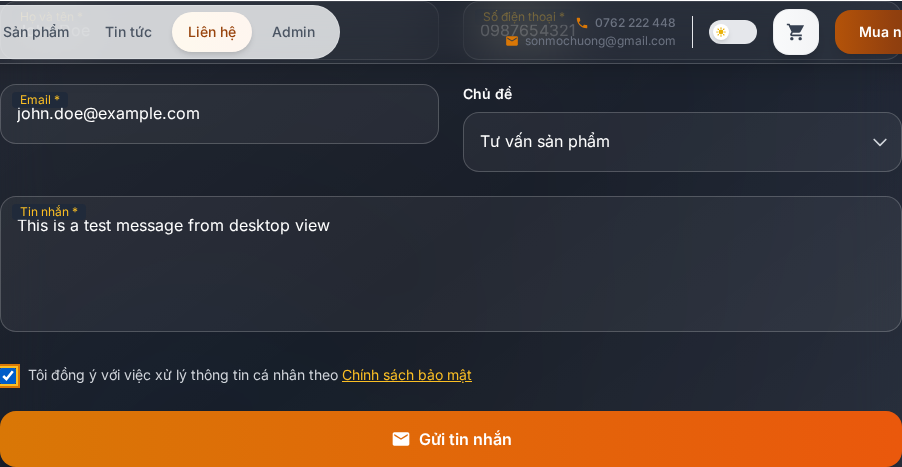 Sản phẩm
Tin tức
Liên hệ
Admin
Số điện thoại *
0987654321
0762 222 448
sonmochuong@gmail.com
Mua n
Email *
john.doe@example.com
Chủ đề
Tư vấn sản phẩm
Tin nhắn *
This is a test message from desktop view
Tôi đồng ý với việc xử lý thông tin cá nhân theo Chính sách bảo mật
Gửi tin nhắn